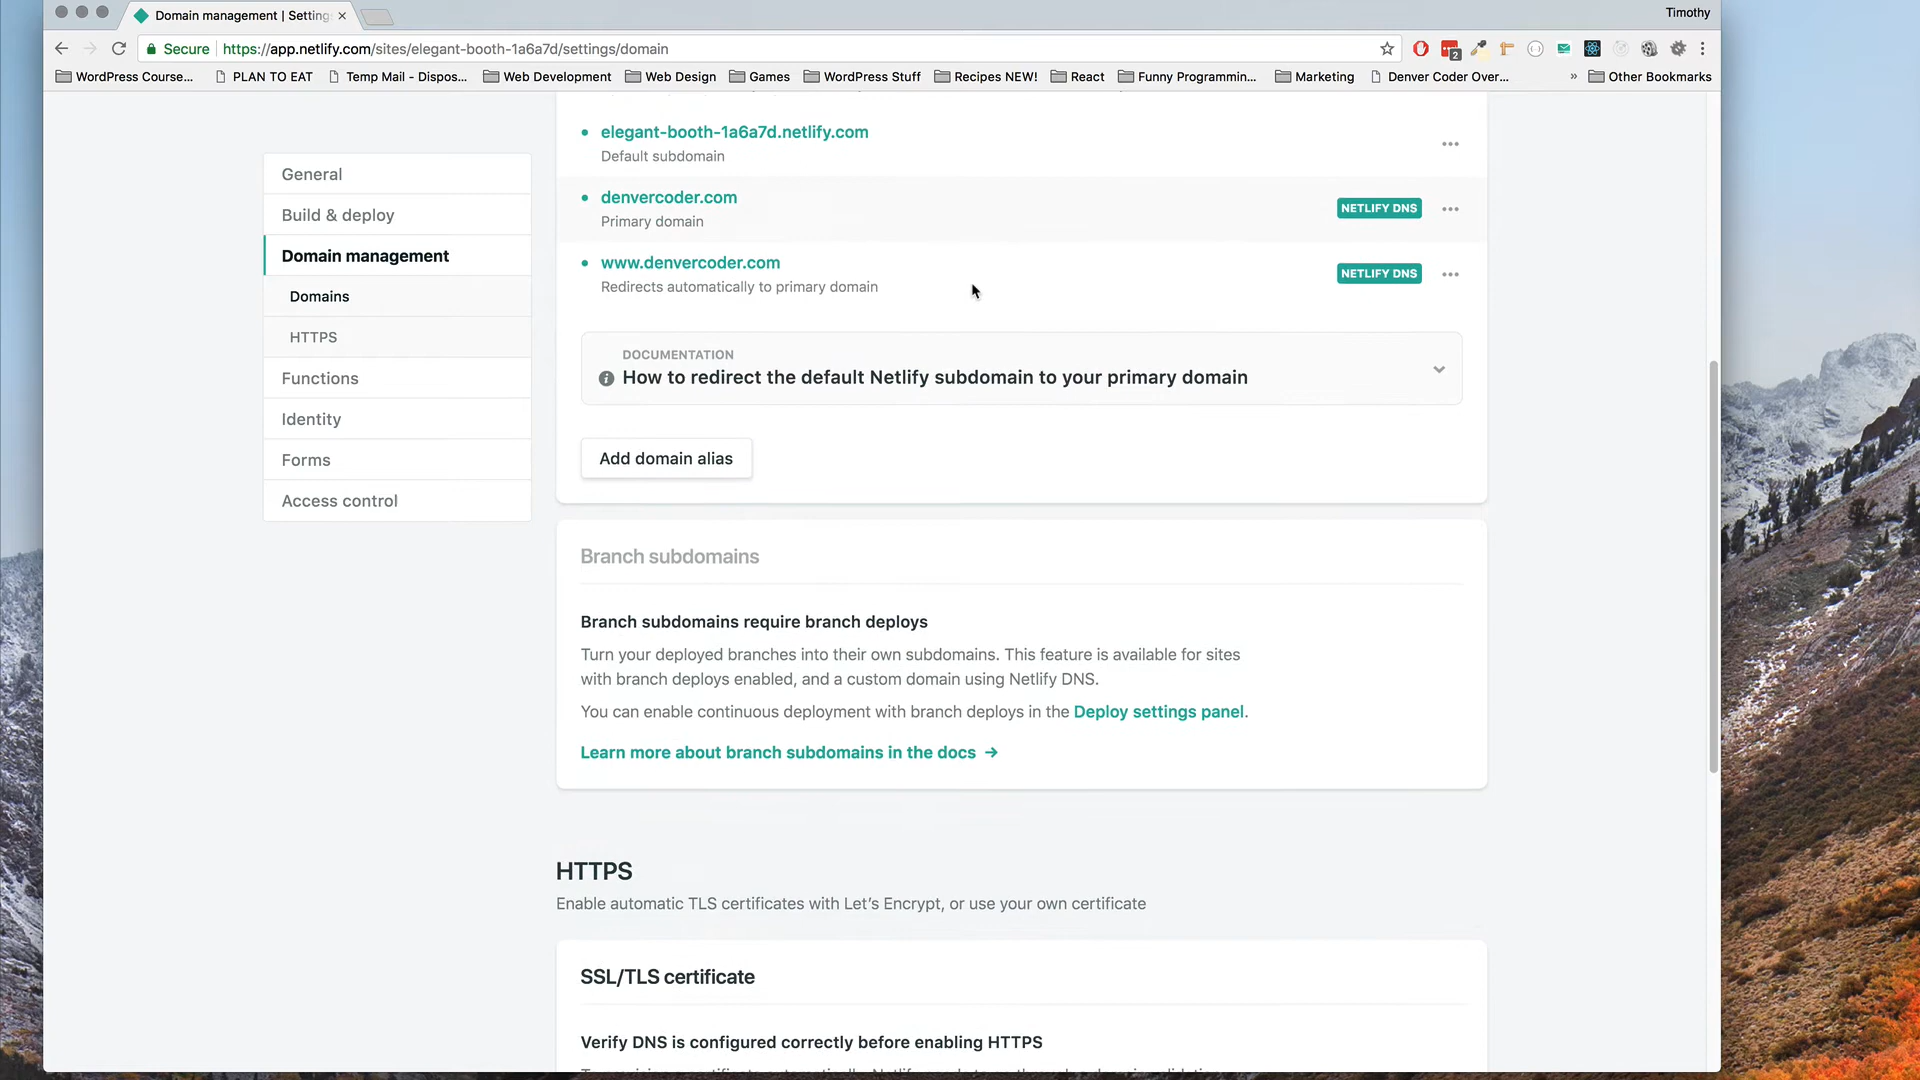 Domain management | Setting
Timothy
Secure
https://app.netlify.com/sites/elegant-booth-1a6a7d/settings/domain
2
WordPress Course...
PLAN TO EAT
Temp Mail - Dispos...
Web Development
Web Design
Games
WordPress Stuff
Recipes NEW!
React
Funny Programmin...
Marketing
Denver Coder Over...
»
Other Bookmarks
General
Build & deploy
Domain management
Domains
HTTPS
Functions
Identity
Forms
Access control
elegant-booth-1a6a7d.netlify.com
Default subdomain
denvercoder.com
Primary domain
NETLIFY DNS
www.denvercoder.com
Redirects automatically to primary domain
NETLIFY DNS
DOCUMENTATION
How to redirect the default Netlify subdomain to your primary domain
Add domain alias
Branch subdomains
Branch subdomains require branch deploys
Turn your deployed branches into their own subdomains. This feature is available for sites
with branch deploys enabled, and a custom domain using Netlify DNS.
You can enable continuous deployment with branch deploys in the Deploy settings panel.
Learn more about branch subdomains in the docs →
HTTPS
Enable automatic TLS certificates with Let's Encrypt, or use your own certificate
SSL/TLS certificate
Verify DNS is configured correctly before enabling HTTPS